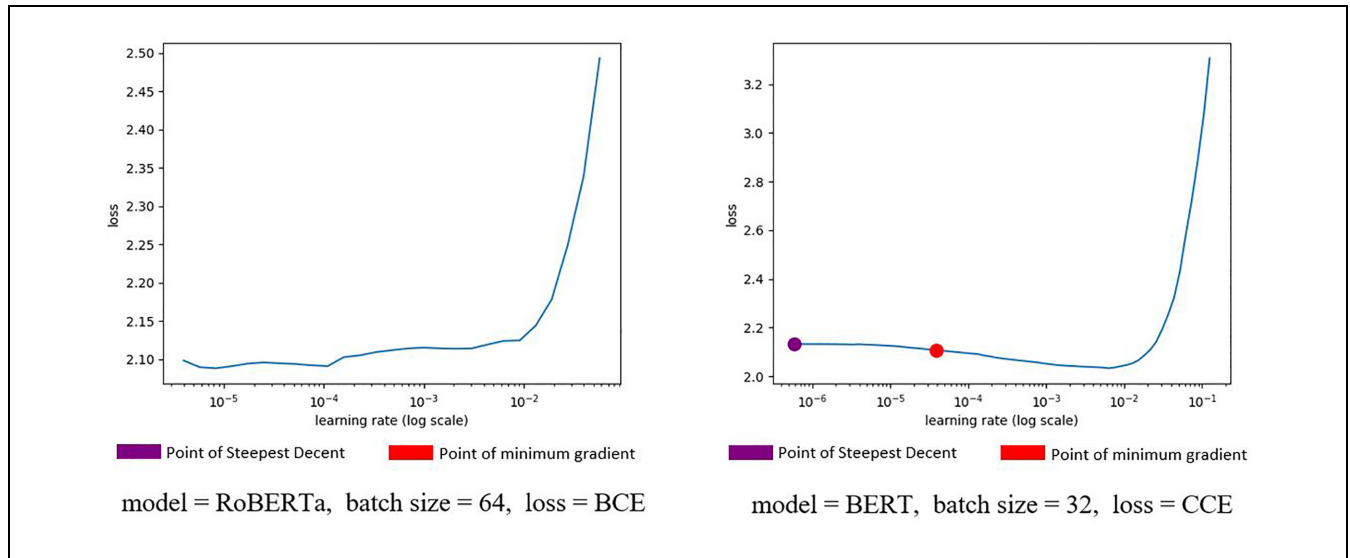 2.50
2.45
2.40
2.35
2.30
2.25
2.20
2.15
2.10
loss
10⁻⁵ 10⁻⁴ 10⁻³ 10⁻²
learning rate (log scale)
Point of Steepest Decent Point of minimum gradient
model = RoBERTa, batch size = 64, loss = BCE
3.2
3.0
2.8
2.6
2.4
2.2
2.0
loss
10⁻⁶ 10⁻⁵ 10⁻⁴ 10⁻³ 10⁻² 10⁻¹
learning rate (log scale)
Point of Steepest Decent Point of minimum gradient
model = BERT, batch size = 32, loss = CCE